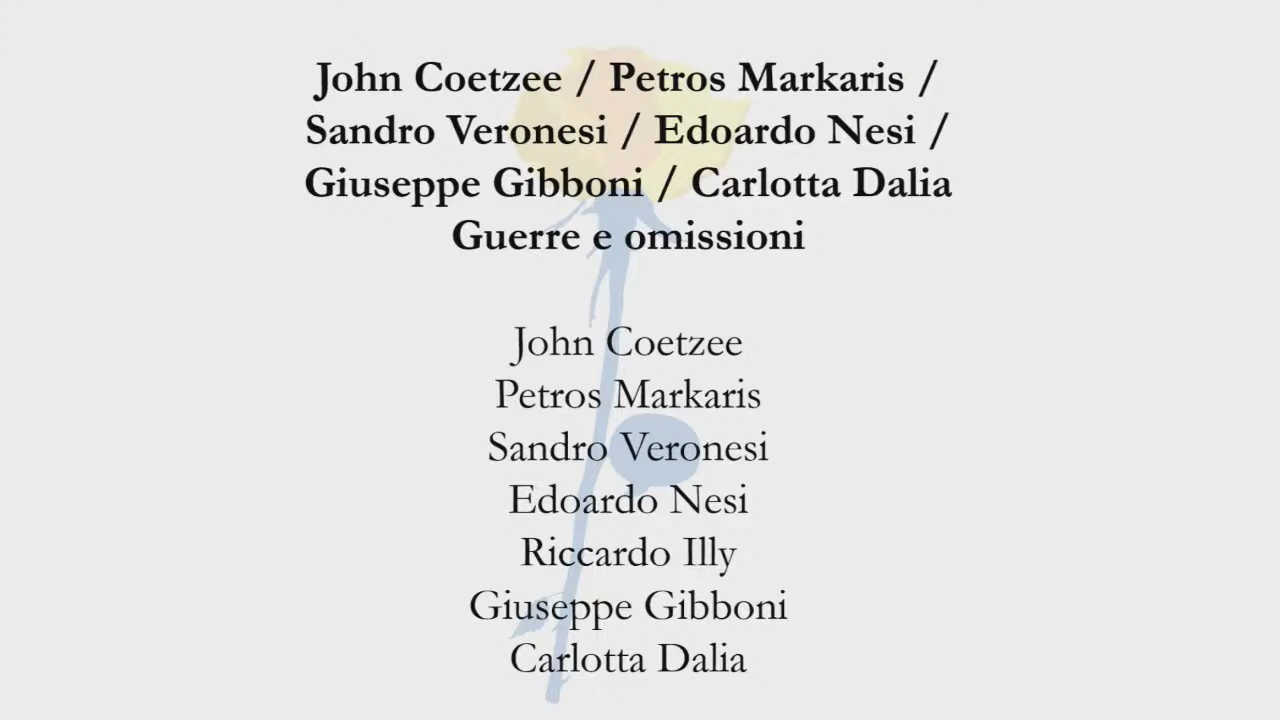 John Coetzee / Petros Markaris /
Sandro Veronesi / Edoardo Nesi /
Giuseppe Gibboni / Carlotta Dalia
Guerre e omissioni
John Coetzee
Petros Markaris
Sandro Veronesi
Edoardo Nesi
Riccardo Illy
Giuseppe Gibboni
Carlotta Dalia